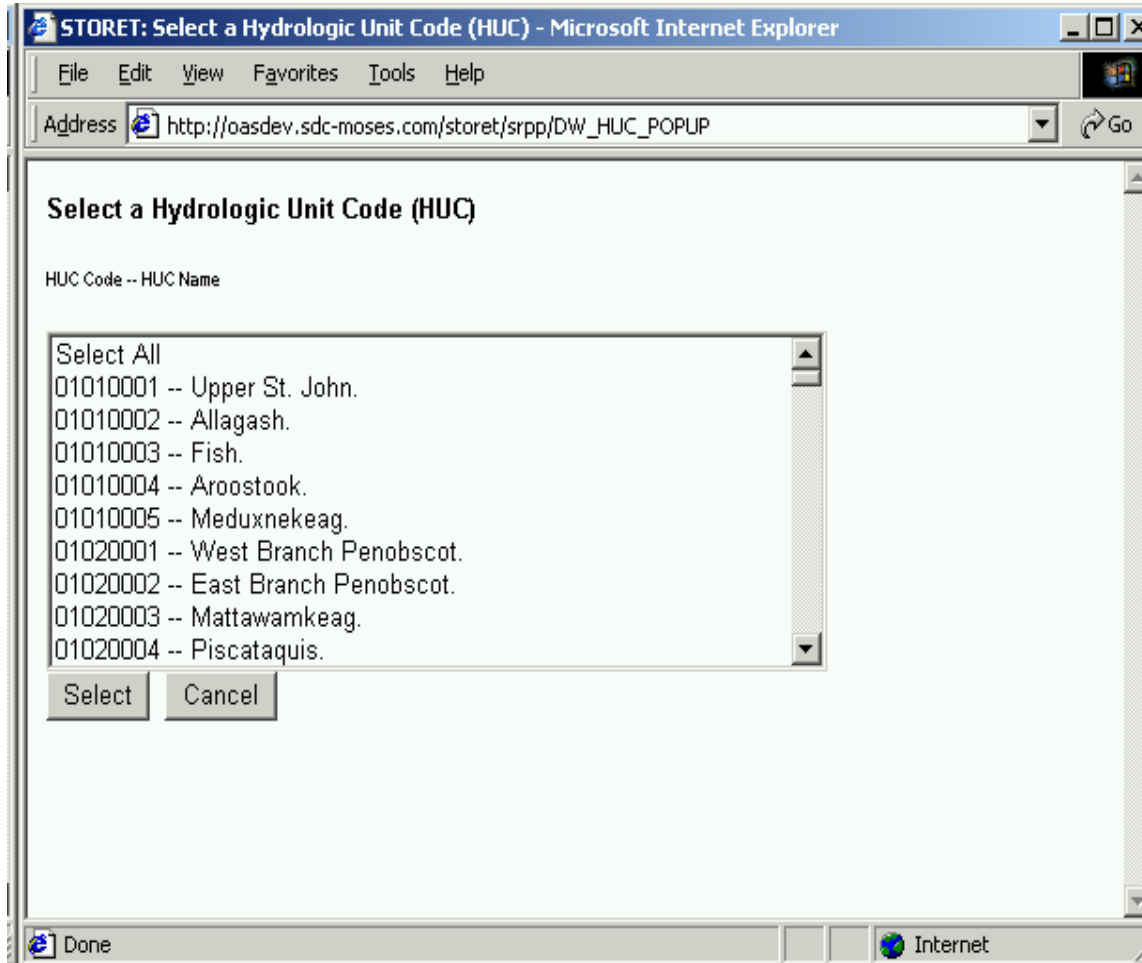 STORET: Select a Hydrologic Unit Code (HUC) - Microsoft Internet Explorer
File Edit View Favorites Tools Help
Address http://oasdev.sdc-moses.com/storet/srpp/DW_HUC_POPUP Go
Select a Hydrologic Unit Code (HUC)
HUC Code -- HUC Name
Select All
01010001 -- Upper St. John.
01010002 -- Allagash.
01010003 -- Fish.
01010004 -- Aroostook.
01010005 -- Meduxnekeag.
01020001 -- West Branch Penobscot.
01020002 -- East Branch Penobscot.
01020003 -- Mattawamkeag.
01020004 -- Piscataquis.
Select Cancel
Done Internet